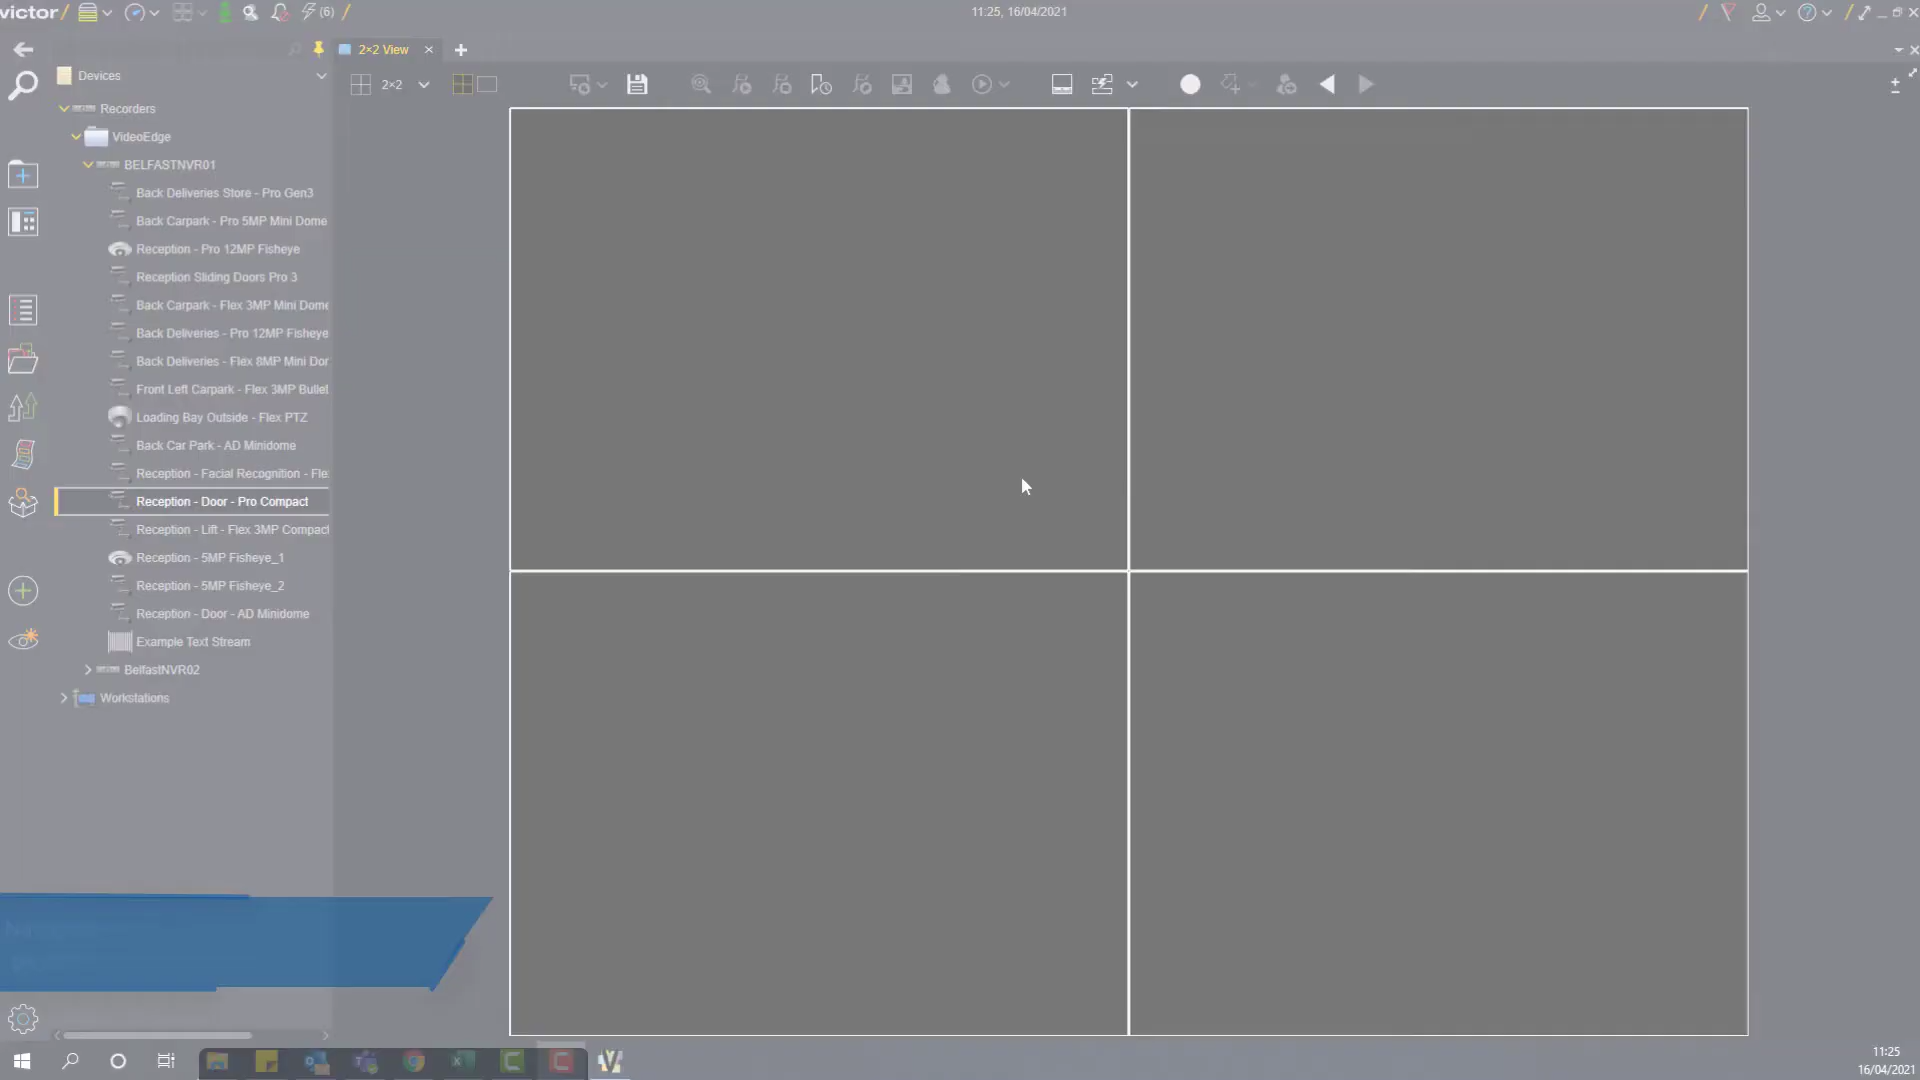 victor/
(6)
11:25, 16/04/2021
2×2 View
Devices
2×2
Recorders
VideoEdge
BELFASTNVR01
Back Deliveries Store - Pro Gen3
Back Carpark - Pro 5MP Mini Dome
Reception - Pro 12MP Fisheye
Reception Sliding Doors Pro 3
Back Carpark - Flex 3MP Mini Dome
Back Deliveries - Pro 12MP Fisheye
Back Deliveries - Flex 8MP Mini Dor
Front Left Carpark - Flex 3MP Bullet
Loading Bay Outside - Flex PTZ
Back Car Park - AD Minidome
Reception - Facial Recognition - Fle
Reception - Door - Pro Compact
Reception - Lift - Flex 3MP Compact
Reception - 5MP Fisheye_1
Reception - 5MP Fisheye_2
Reception - Door - AD Minidome
Example Text Stream
BelfastNVR02
Workstations
11:25
16/04/2021